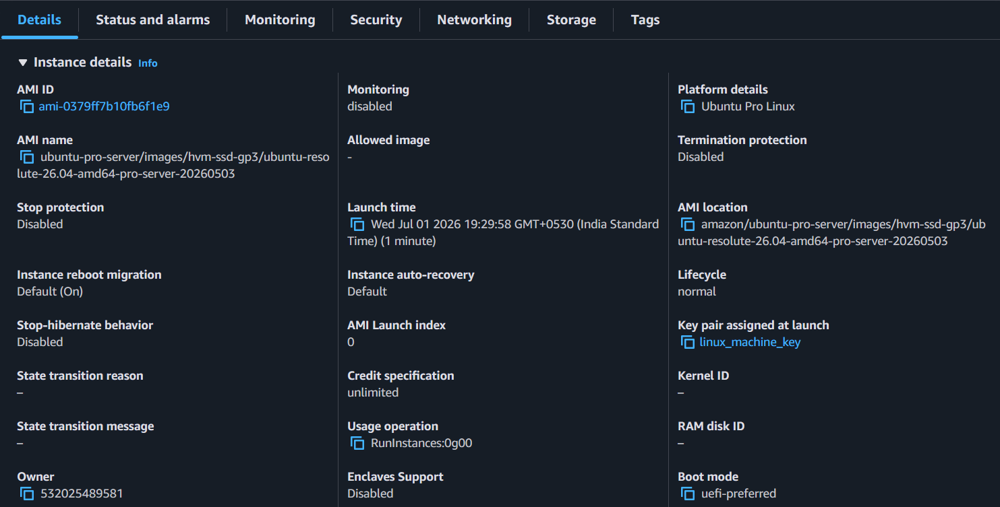 Details
Status and alarms
Monitoring
Security
Networking
Storage
Tags
Instance details Info
AMI ID
ami-0379ff7b10fb6f1e9
Monitoring
disabled
Platform details
Ubuntu Pro Linux
AMI name
ubuntu-pro-server/images/hvm-ssd-gp3/ubuntu-reso
lute-26.04-amd64-pro-server-20260503
Allowed image
-
Termination protection
Disabled
Stop protection
Disabled
Launch time
Wed Jul 01 2026 19:29:58 GMT+0530 (India Standard
Time) (1 minute)
AMI location
amazon/ubuntu-pro-server/images/hvm-ssd-gp3/ub
untu-resolute-26.04-amd64-pro-server-20260503
Instance reboot migration
Default (On)
Instance auto-recovery
Default
Lifecycle
normal
Stop-hibernate behavior
Disabled
AMI Launch index
0
Key pair assigned at launch
linux_machine_key
State transition reason
–
Credit specification
unlimited
Kernel ID
–
State transition message
–
Usage operation
RunInstances:0g00
RAM disk ID
–
Owner
532025489581
Enclaves Support
Disabled
Boot mode
uefi-preferred